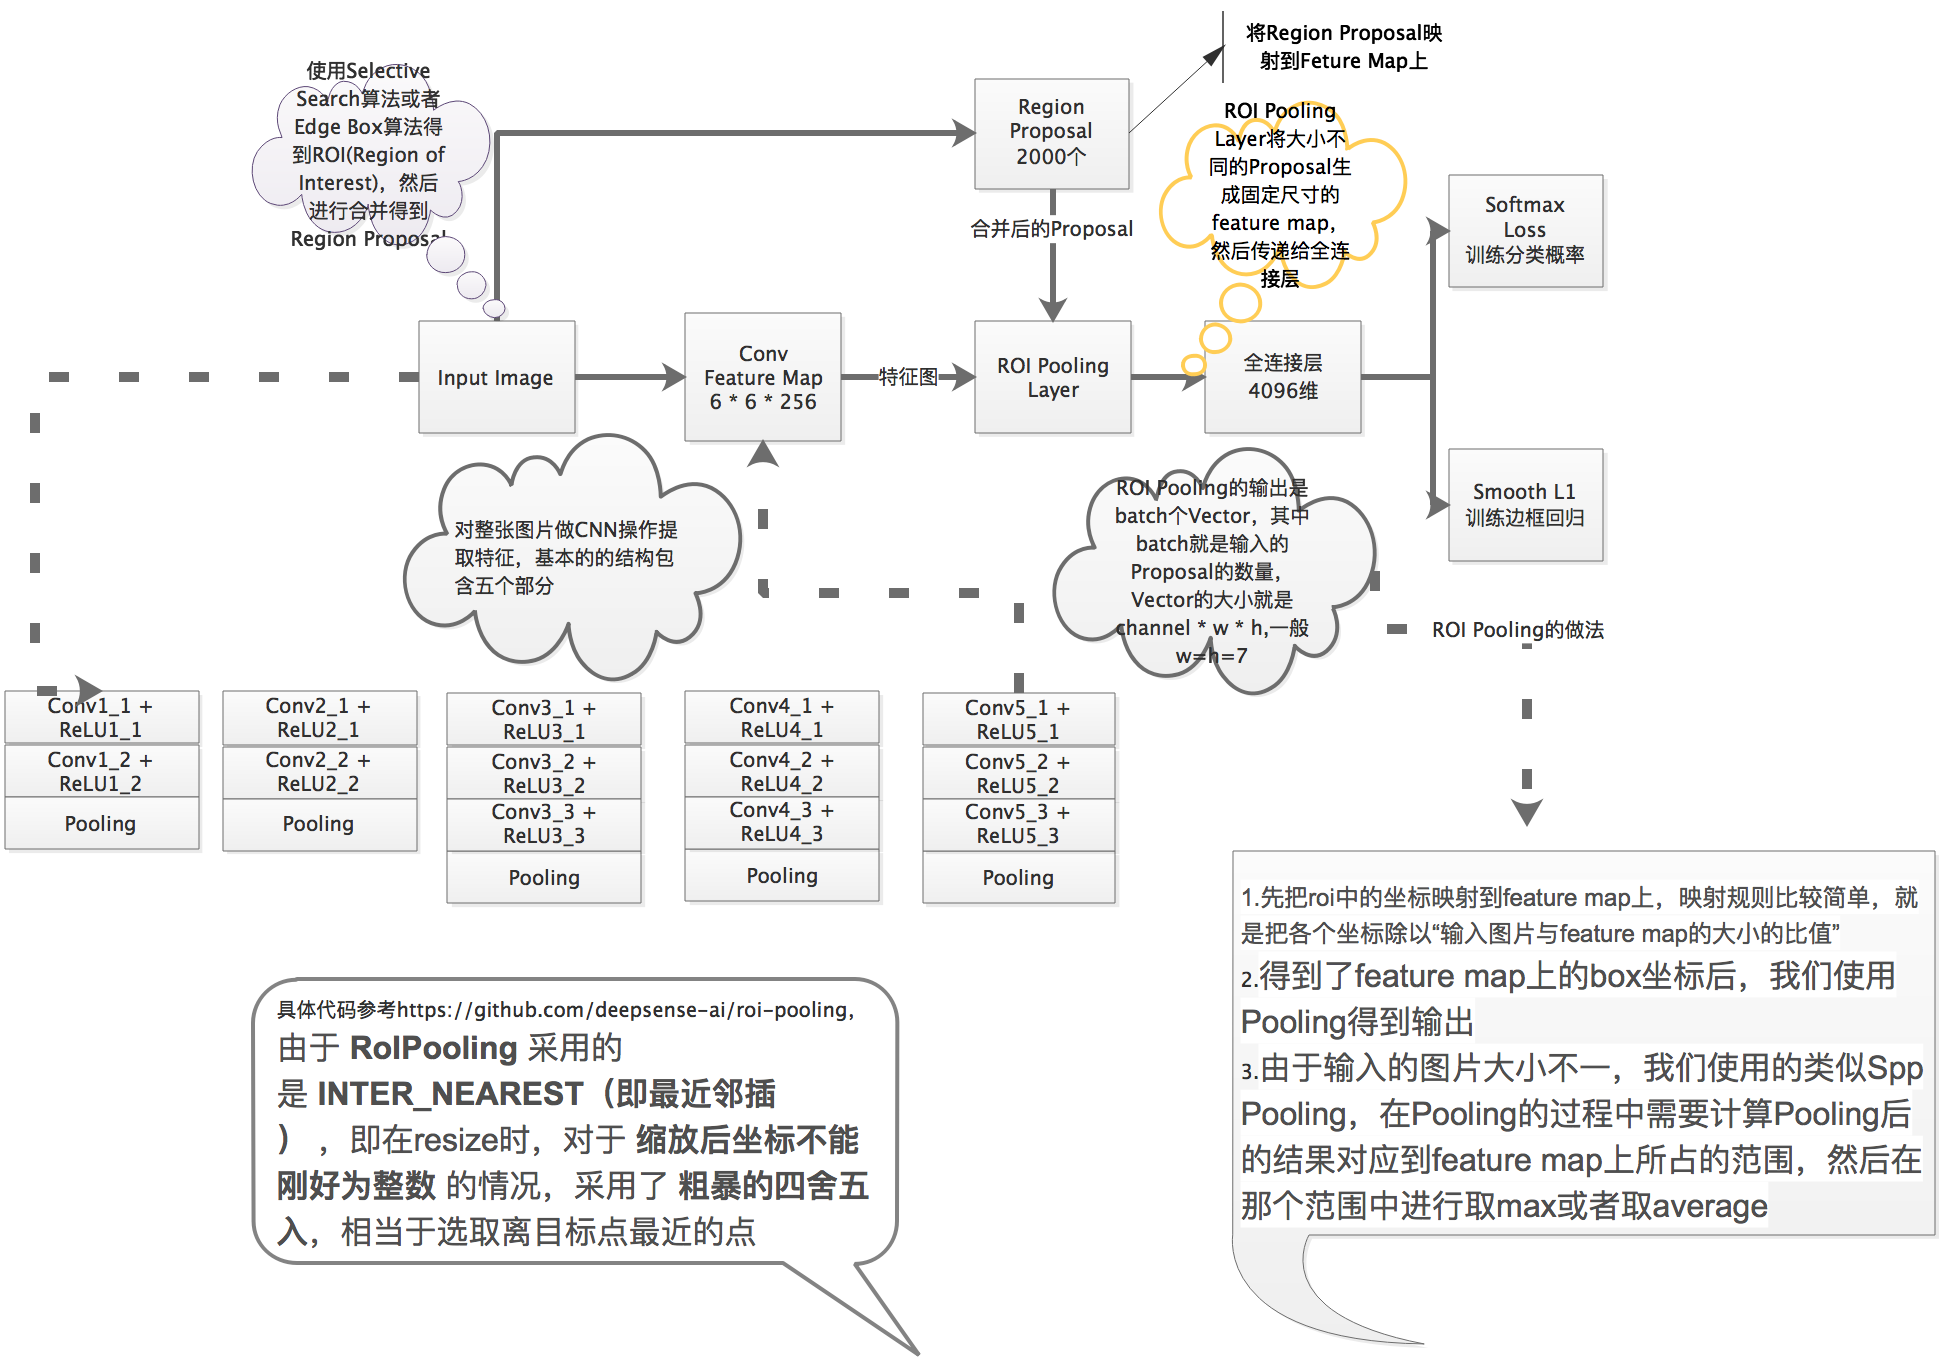 将Region Proposal映
射到Feture Map上
使用Selective
Search算法或者
Edge Box算法得
到ROI(Region of
Interest)，然后
进行合并得到
Region Proposal
Region
Proposal
2000个
ROI Pooling
Layer将大小不
同的Proposal生
成固定尺寸的
feature map，
然后传递给全连
接层
合并后的Proposal
Softmax
Loss
训练分类概率
Input Image
Conv
Feature Map
6 * 6 * 256
特征图
ROI Pooling
Layer
全连接层
4096维
Smooth L1
训练边框回归
对整张图片做CNN操作提
取特征，基本的的结构包
含五个部分
ROI Pooling的输出是
batch个Vector，其中
batch就是输入的
Proposal的数量，
Vector的大小就是
channel * w * h,一般
w=h=7
ROI Pooling的做法
Conv1_1 +
ReLU1_1
Conv1_2 +
ReLU1_2
Pooling
Conv2_1 +
ReLU2_1
Conv2_2 +
ReLU2_2
Pooling
Conv3_1 +
ReLU3_1
Conv3_2 +
ReLU3_2
Conv3_3 +
ReLU3_3
Pooling
Conv4_1 +
ReLU4_1
Conv4_2 +
ReLU4_2
Conv4_3 +
ReLU4_3
Pooling
Conv5_1 +
ReLU5_1
Conv5_2 +
ReLU5_2
Conv5_3 +
ReLU5_3
Pooling
1.先把roi中的坐标映射到feature map上，映射规则比较简单，就
是把各个坐标除以“输入图片与feature map的大小的比值”
2.得到了feature map上的box坐标后，我们使用
Pooling得到输出
3.由于输入的图片大小不一，我们使用的类似Spp
Pooling，在Pooling的过程中需要计算Pooling后
的结果对应到feature map上所占的范围，然后在
那个范围中进行取max或者取average
具体代码参考https://github.com/deepsense-ai/roi-pooling，
由于 RoIPooling 采用的
是 INTER_NEAREST（即最近邻插
） ，即在resize时，对于 缩放后坐标不能
刚好为整数 的情况，采用了 粗暴的四舍五
入，相当于选取离目标点最近的点